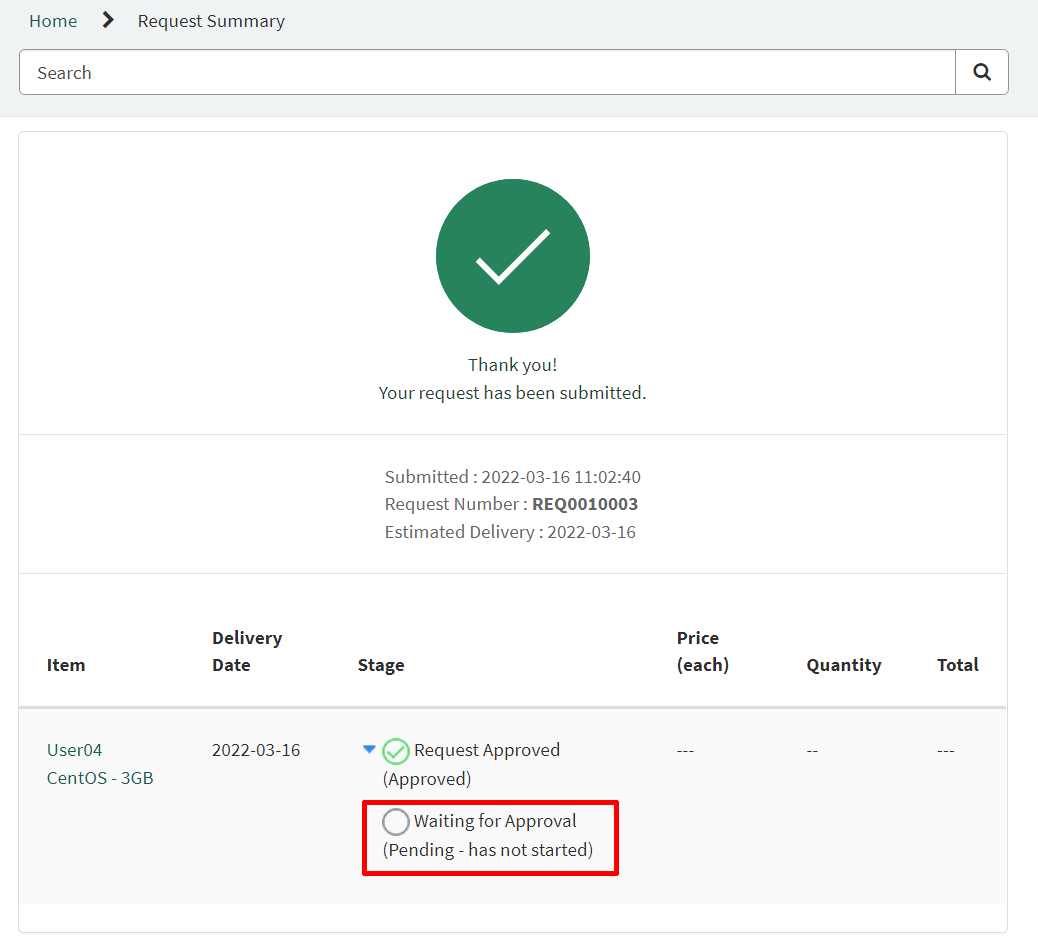 Home Request Summary
Search
Thank you!
Your request has been submitted.
Submitted : 2022-03-16 11:02:40
Request Number : REQ0010003
Estimated Delivery : 2022-03-16
Item Delivery Date Stage Price (each) Quantity Total
User04 CentOS - 3GB 2022-03-16 Request Approved --- -- ---
(Approved)
Waiting for Approval
(Pending - has not started)